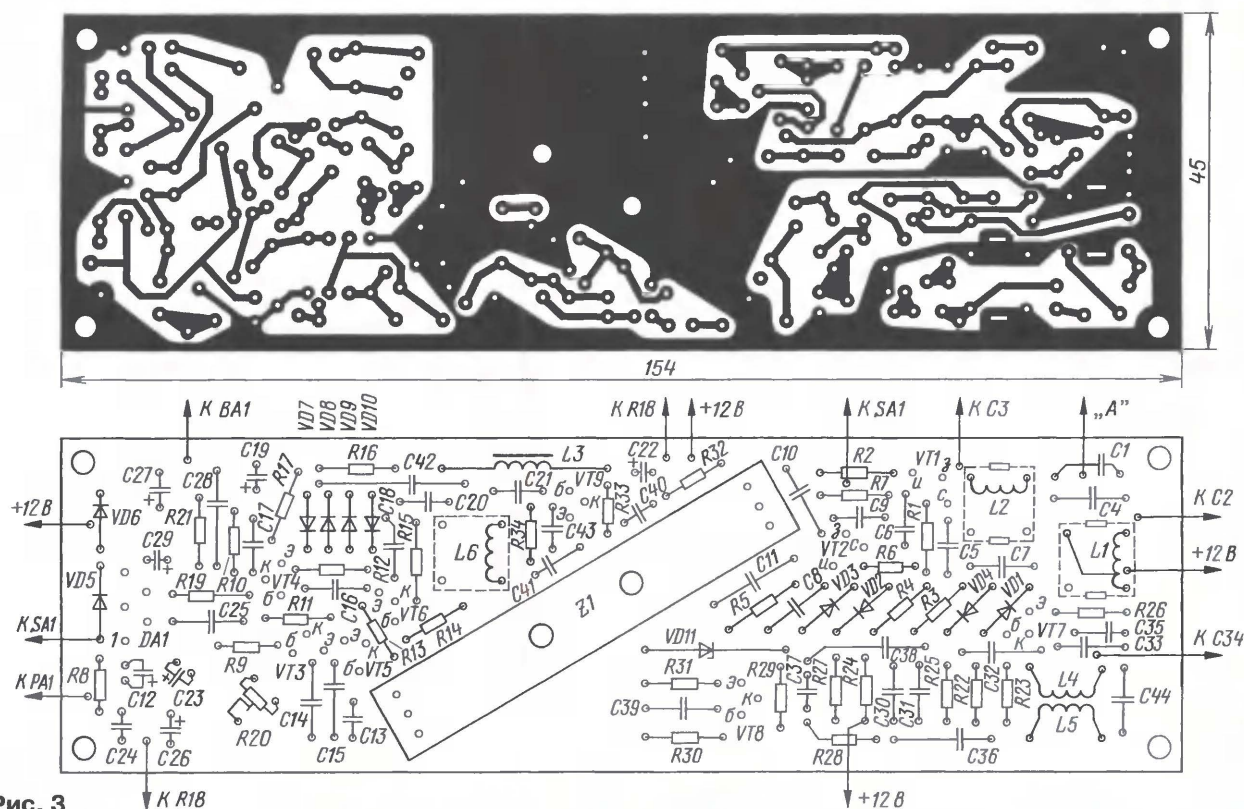 45
154
К ВА1
VD7
VD8
VD9
VD10
К R18
+12 В
К SA1
К С3
„А"
C27
C28
C19
R17
R16
C42
L3
C22
R32
C10
R2
VT1
з
и
с
C1
К С2
+12 В
VD6
R21
C17
C18
R15
C20
C21
б
VT9
к
э
R33
C40
R7
C9
C6
R1
L2
C4
C29
L6
R34
C43
з
с
VT2
и
C5
C7
L1
+12 В
VD5
R19
R10
э
к
VT4
б
R12
C41
C11
R6
C25
R11
C16
э
б
VT6
к
R14
Z1
R5
C8
VD3
VD2
R4
R3
VD4
VD1
э
б
к
VT7
R26
C35
C33
К С34
К SA1
1
DA1
R9
б
к
э
VT3
э
б
к
VT5
R13
VD11
C38
К РА1
R8
C12
C23
R20
C14
C15
C13
R31
C39
R30
R29
э
к
б
VT8
C37
R27
R24
R28
C30
C31
R25
R22
C32
R23
C36
L4
L5
C44
C24
C26
К R18
+12 В
Рис. 3